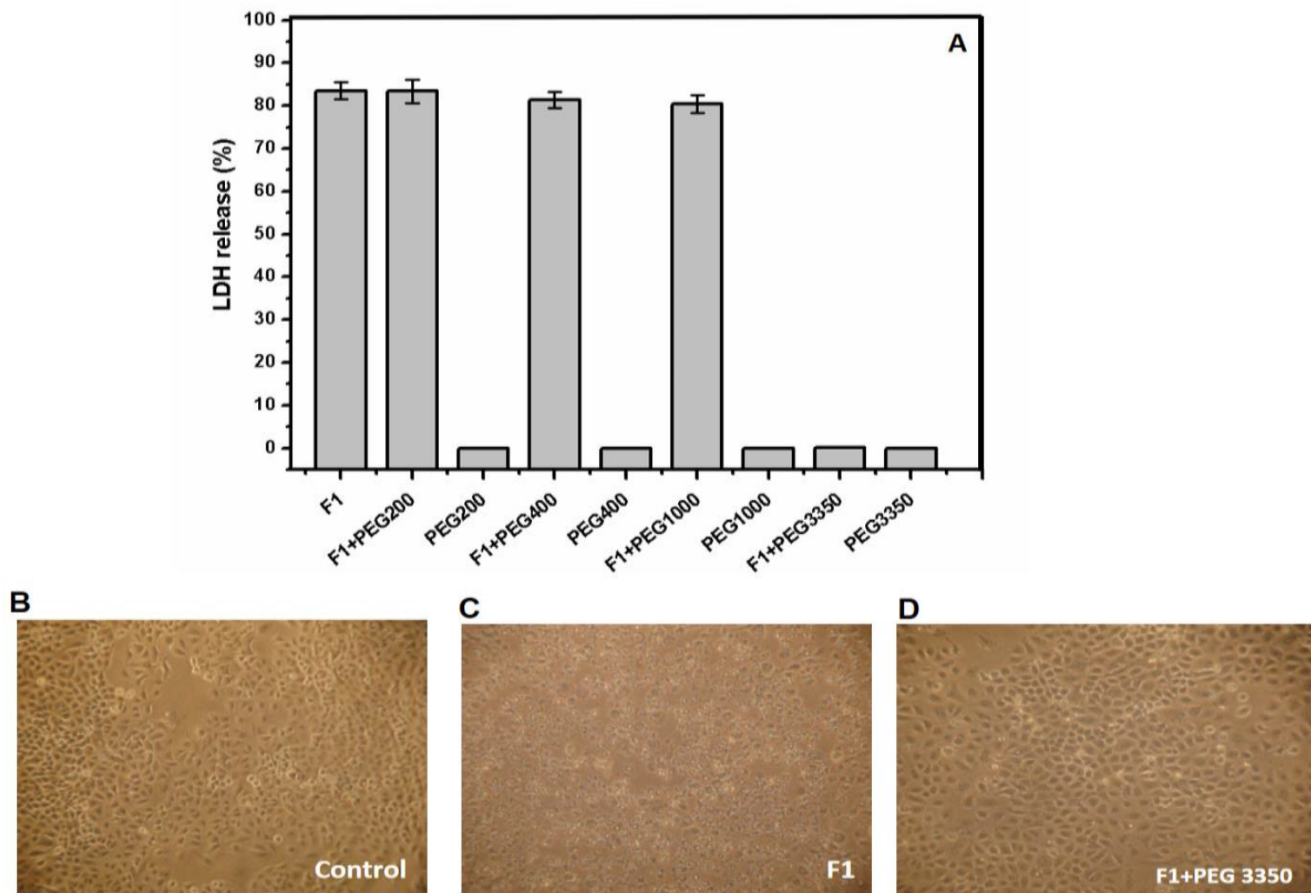 A
100
90
80
70
60
50
40
30
20
10
0
LDH release (%)
F1
F1+PEG200
PEG200
F1+PEG400
PEG400
F1+PEG1000
PEG1000
F1+PEG3350
PEG3350
B
C
D
Control
F1
F1+PEG 3350